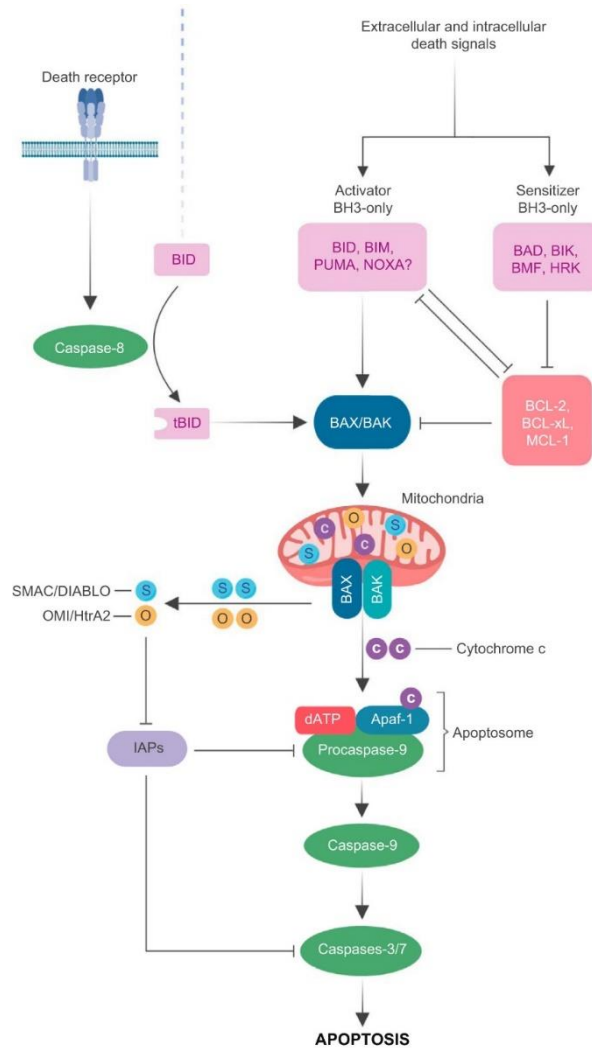 Extracellular and intracellular
death signals
Death receptor
Activator
BH3-only
Sensitizer
BH3-only
BID
BID, BIM,
PUMA, NOXA?
BAD, BIK,
BMF, HRK
Caspase-8
tBID
BAX/BAK
BCL-2,
BCL-xL,
MCL-1
Mitochondria
C
O
S
S
C
O
BAX
BAK
SMAC/DIABLO
S
S S
OMI/HtrA2
O
O O
C C
Cytochrome c
C
dATP
Apaf-1
Procaspase-9
Apoptosome
IAPs
Caspase-9
Caspases-3/7
APOPTOSIS